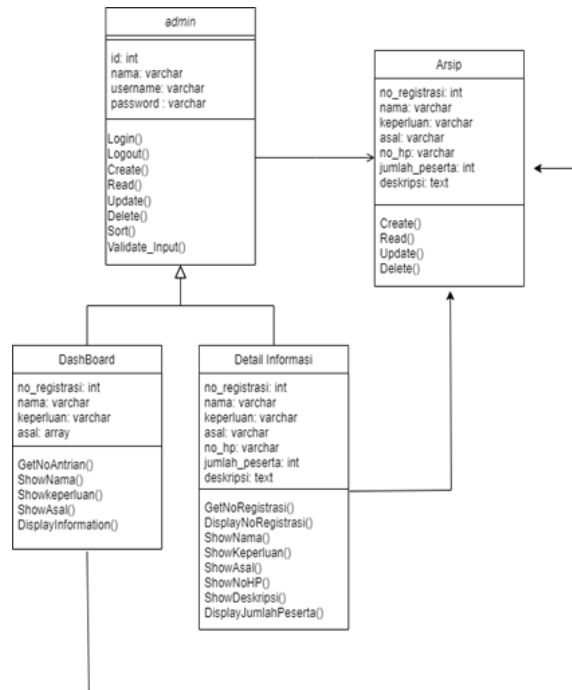 admin
id: int
nama: varchar
username: varchar
password : varchar
Login()
Logout()
Create()
Read()
Update()
Delete()
Sort()
Validate_Input()
Arsip
no_registrasi: int
nama: varchar
keperluan: varchar
asal: varchar
no_hp: varchar
jumlah_peserta: int
deskripsi: text
Create()
Read()
Update()
Delete()
DashBoard
no_registrasi: int
nama: varchar
keperluan: varchar
asal: array
GetNoAntrian()
ShowNama()
Showkeperluan()
ShowAsal()
DisplayInformation()
Detail Informasi
no_registrasi: int
nama: varchar
keperluan: varchar
asal: varchar
no_hp: varchar
jumlah_peserta: int
deskripsi: text
GetNoRegistrasi()
DisplayNoRegistrasi()
ShowNama()
ShowKeperluan()
ShowAsal()
ShowNoHP()
ShowDeskripsi()
DisplayJumlahPeserta()